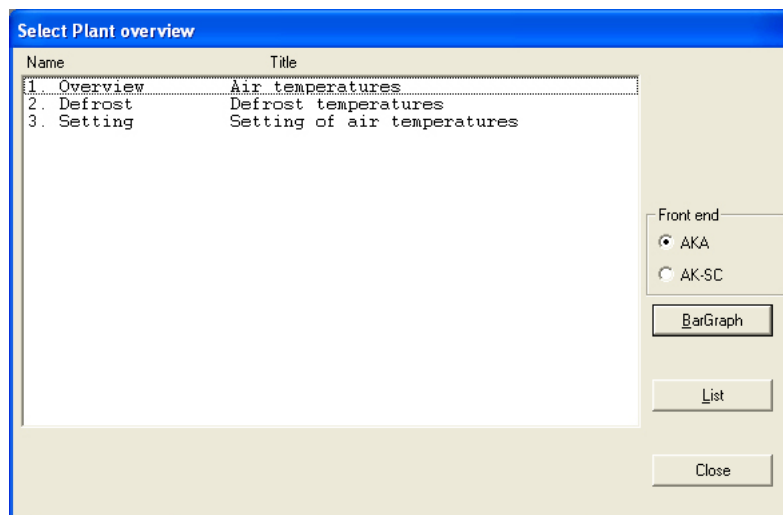 Select Plant overview
Name Title
1. Overview Air temperatures
2. Defrost Defrost temperatures
3. Setting Setting of air temperatures
Front end
AKA
AK-SC
BarGraph
List
Close